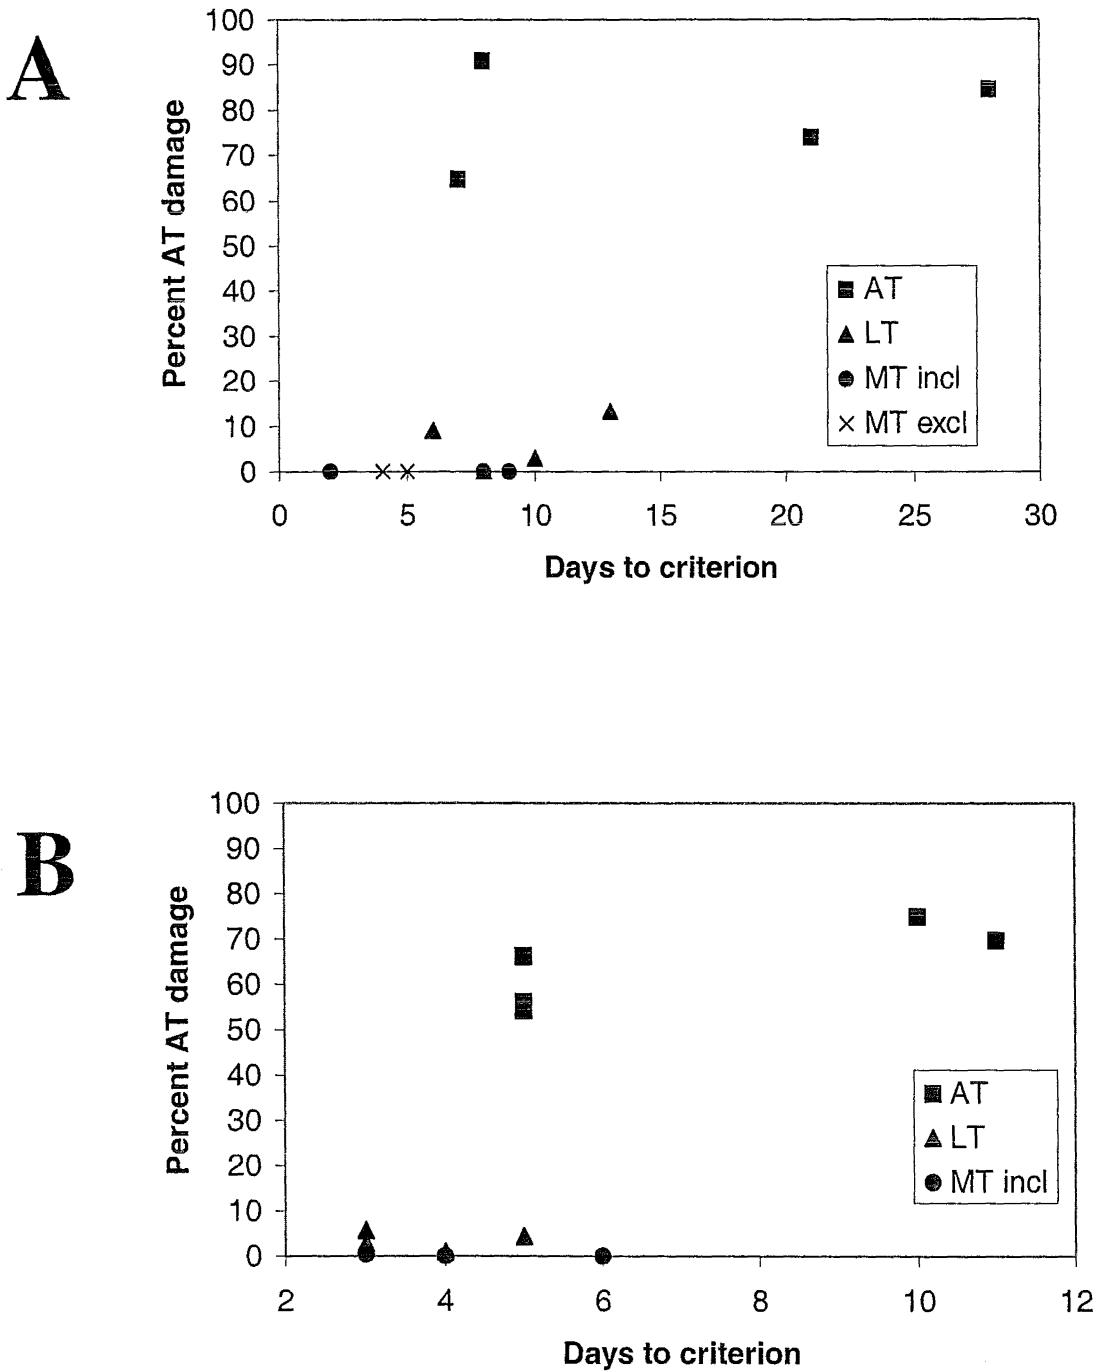 A
Percent AT damage
100
90
80
70
60
50
40
30
20
10
0
AT
LT
MT incl
MT excl
0 5 10 15 20 25 30
Days to criterion
B
Percent AT damage
100
90
80
70
60
50
40
30
20
10
0
AT
LT
MT incl
2 4 6 8 10 12
Days to criterion